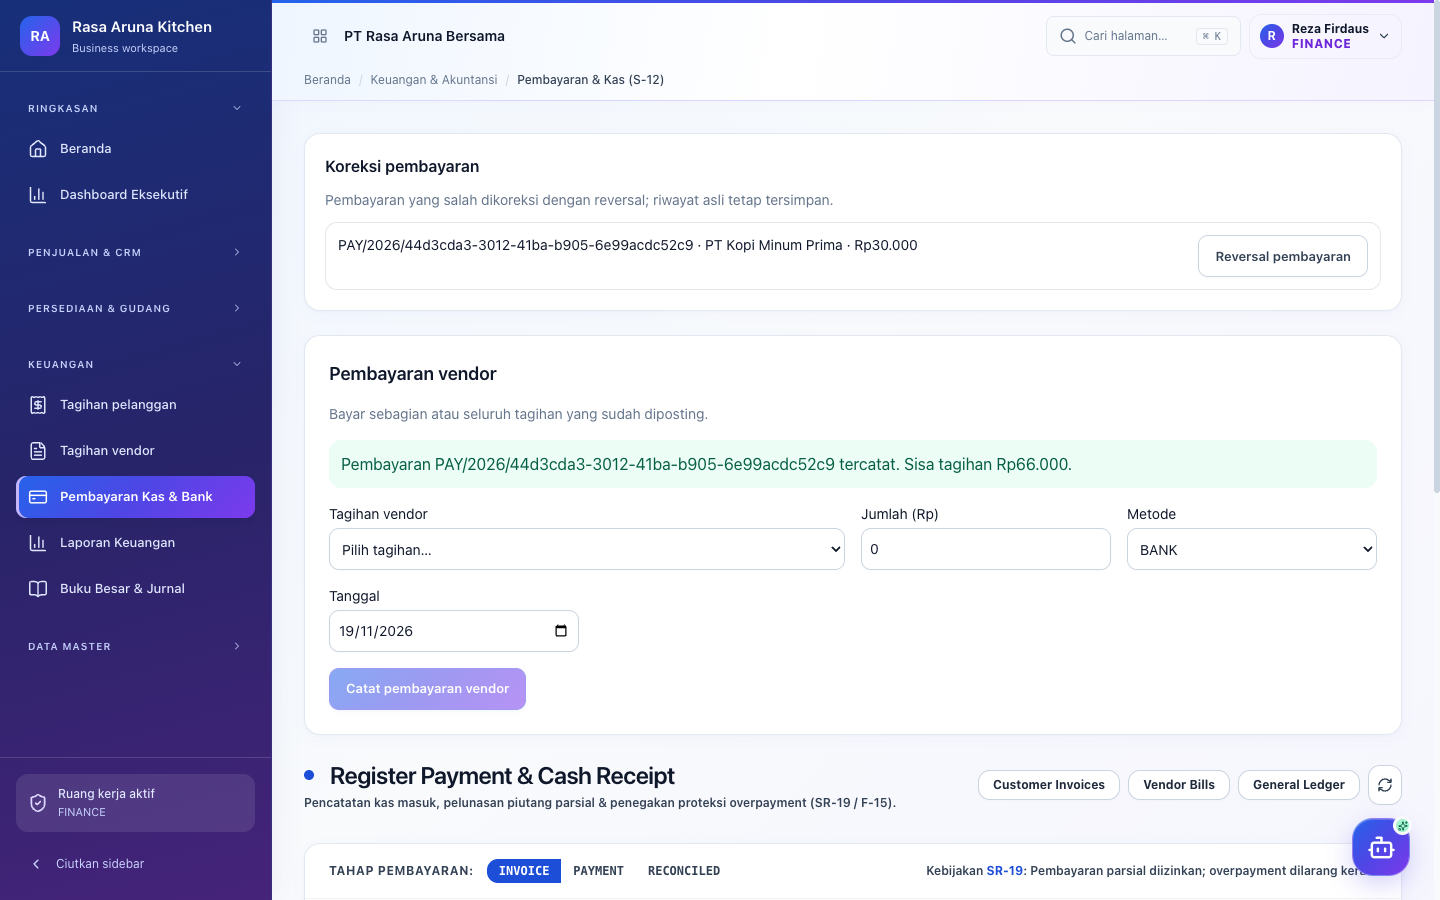 RA
Rasa Aruna Kitchen
Business workspace
RINGKASAN
Beranda
Dashboard Eksekutif
PENJUALAN & CRM
PERSEDIAAN & GUDANG
KEUANGAN
Tagihan pelanggan
Tagihan vendor
Pembayaran Kas & Bank
Laporan Keuangan
Buku Besar & Jurnal
DATA MASTER
Ruang kerja aktif
FINANCE
Ciutkan sidebar
PT Rasa Aruna Bersama
Cari halaman...
⌘ K
R
Reza Firdaus
FINANCE
Beranda / Keuangan & Akuntansi / Pembayaran & Kas (S-12)
Koreksi pembayaran
Pembayaran yang salah dikoreksi dengan reversal; riwayat asli tetap tersimpan.
PAY/2026/44d3cda3-3012-41ba-b905-6e99acdc52c9 · PT Kopi Minum Prima · Rp30.000
Reversal pembayaran
Pembayaran vendor
Bayar sebagian atau seluruh tagihan yang sudah diposting.
Pembayaran PAY/2026/44d3cda3-3012-41ba-b905-6e99acdc52c9 tercatat. Sisa tagihan Rp66.000.
Tagihan vendor
Jumlah (Rp)
Metode
Pilih tagihan...
0
BANK
Tanggal
19/11/2026
Catat pembayaran vendor
Register Payment & Cash Receipt
Pencatatan kas masuk, pelunasan piutang parsial & penegakan proteksi overpayment (SR-19 / F-15).
Customer Invoices
Vendor Bills
General Ledger
TAHAP PEMBAYARAN:
INVOICE
PAYMENT
RECONCILED
Kebijakan SR-19: Pembayaran parsial diizinkan; overpayment dilarang